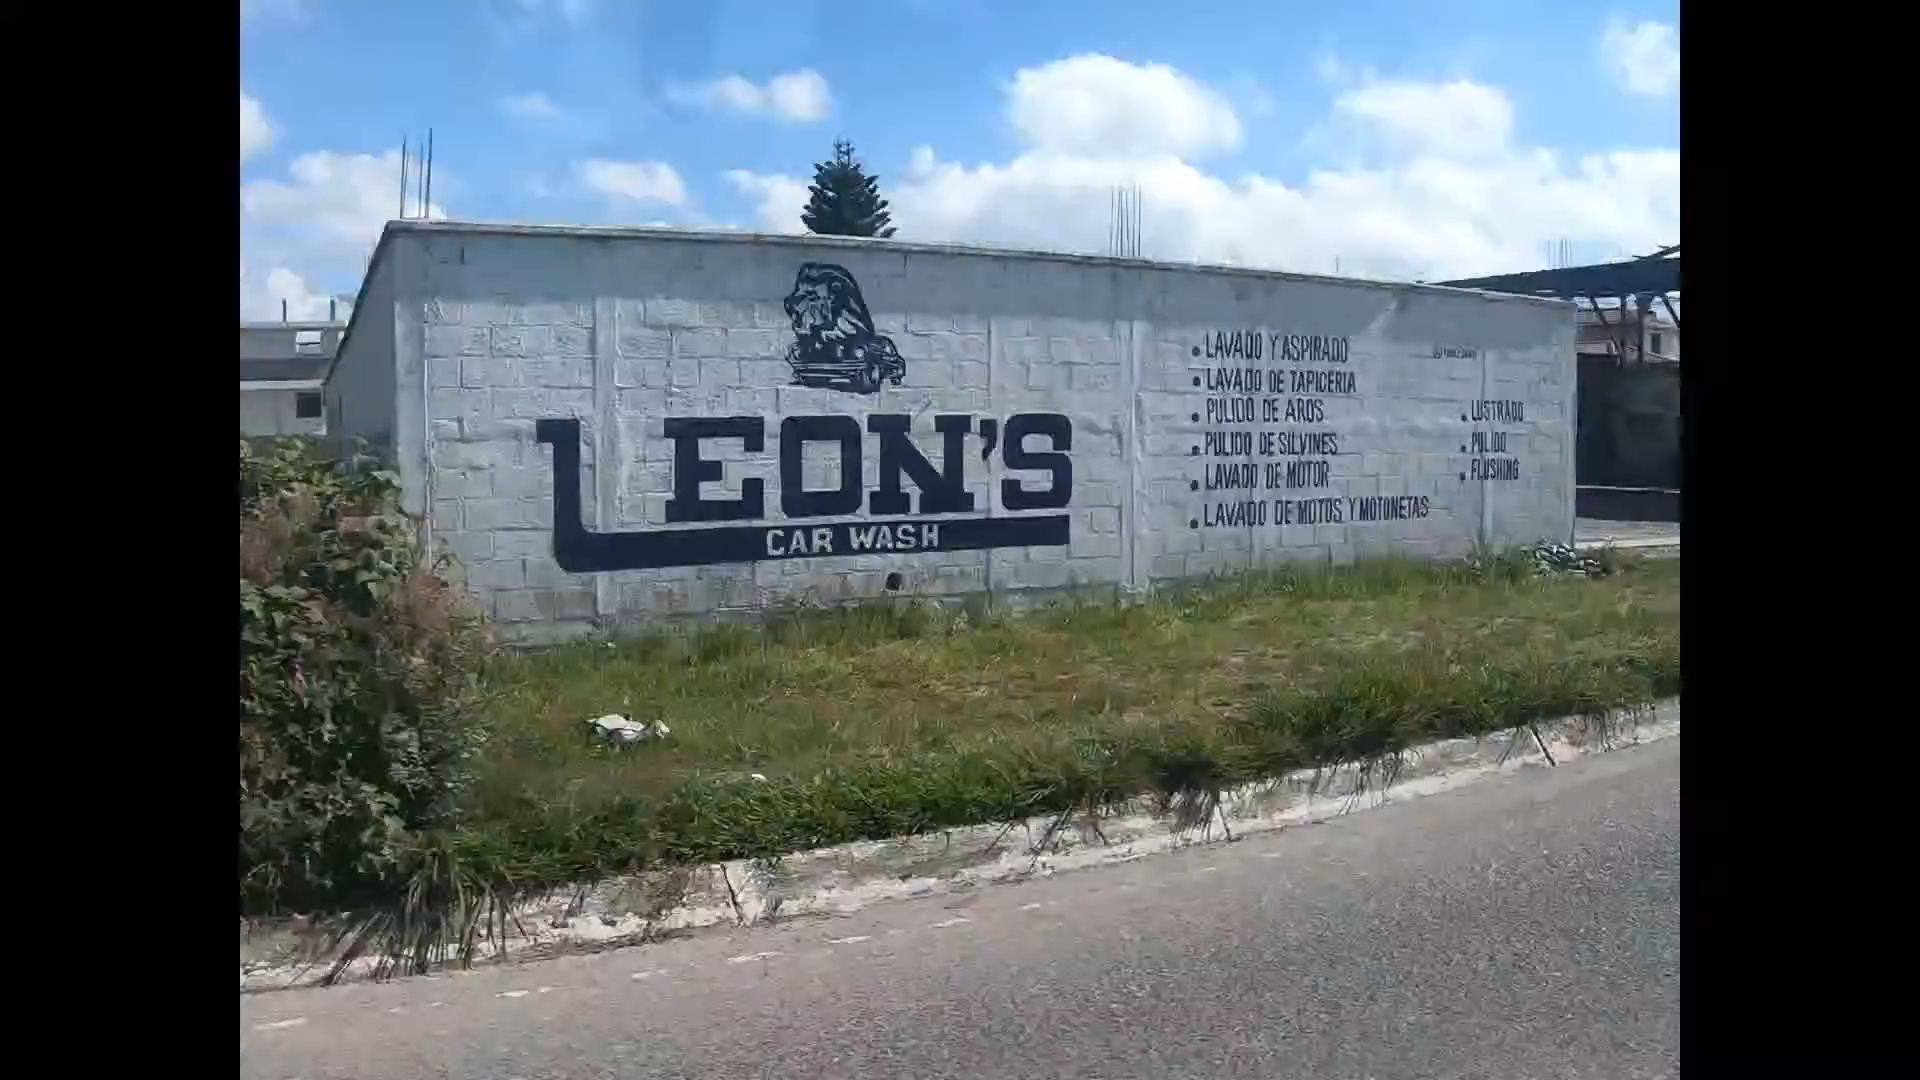 LEON'S
CAR WASH
• LAVADO Y ASPIRADO
• LAVADO DE TAPICERIA
• PULIDO DE AROS
• PULIDO DE SILVINES
• LAVADO DE MOTOR
• LAVADO DE MOTOS Y MOTONETAS
• LUSTRADO
• PULIDO
• FLUSHING